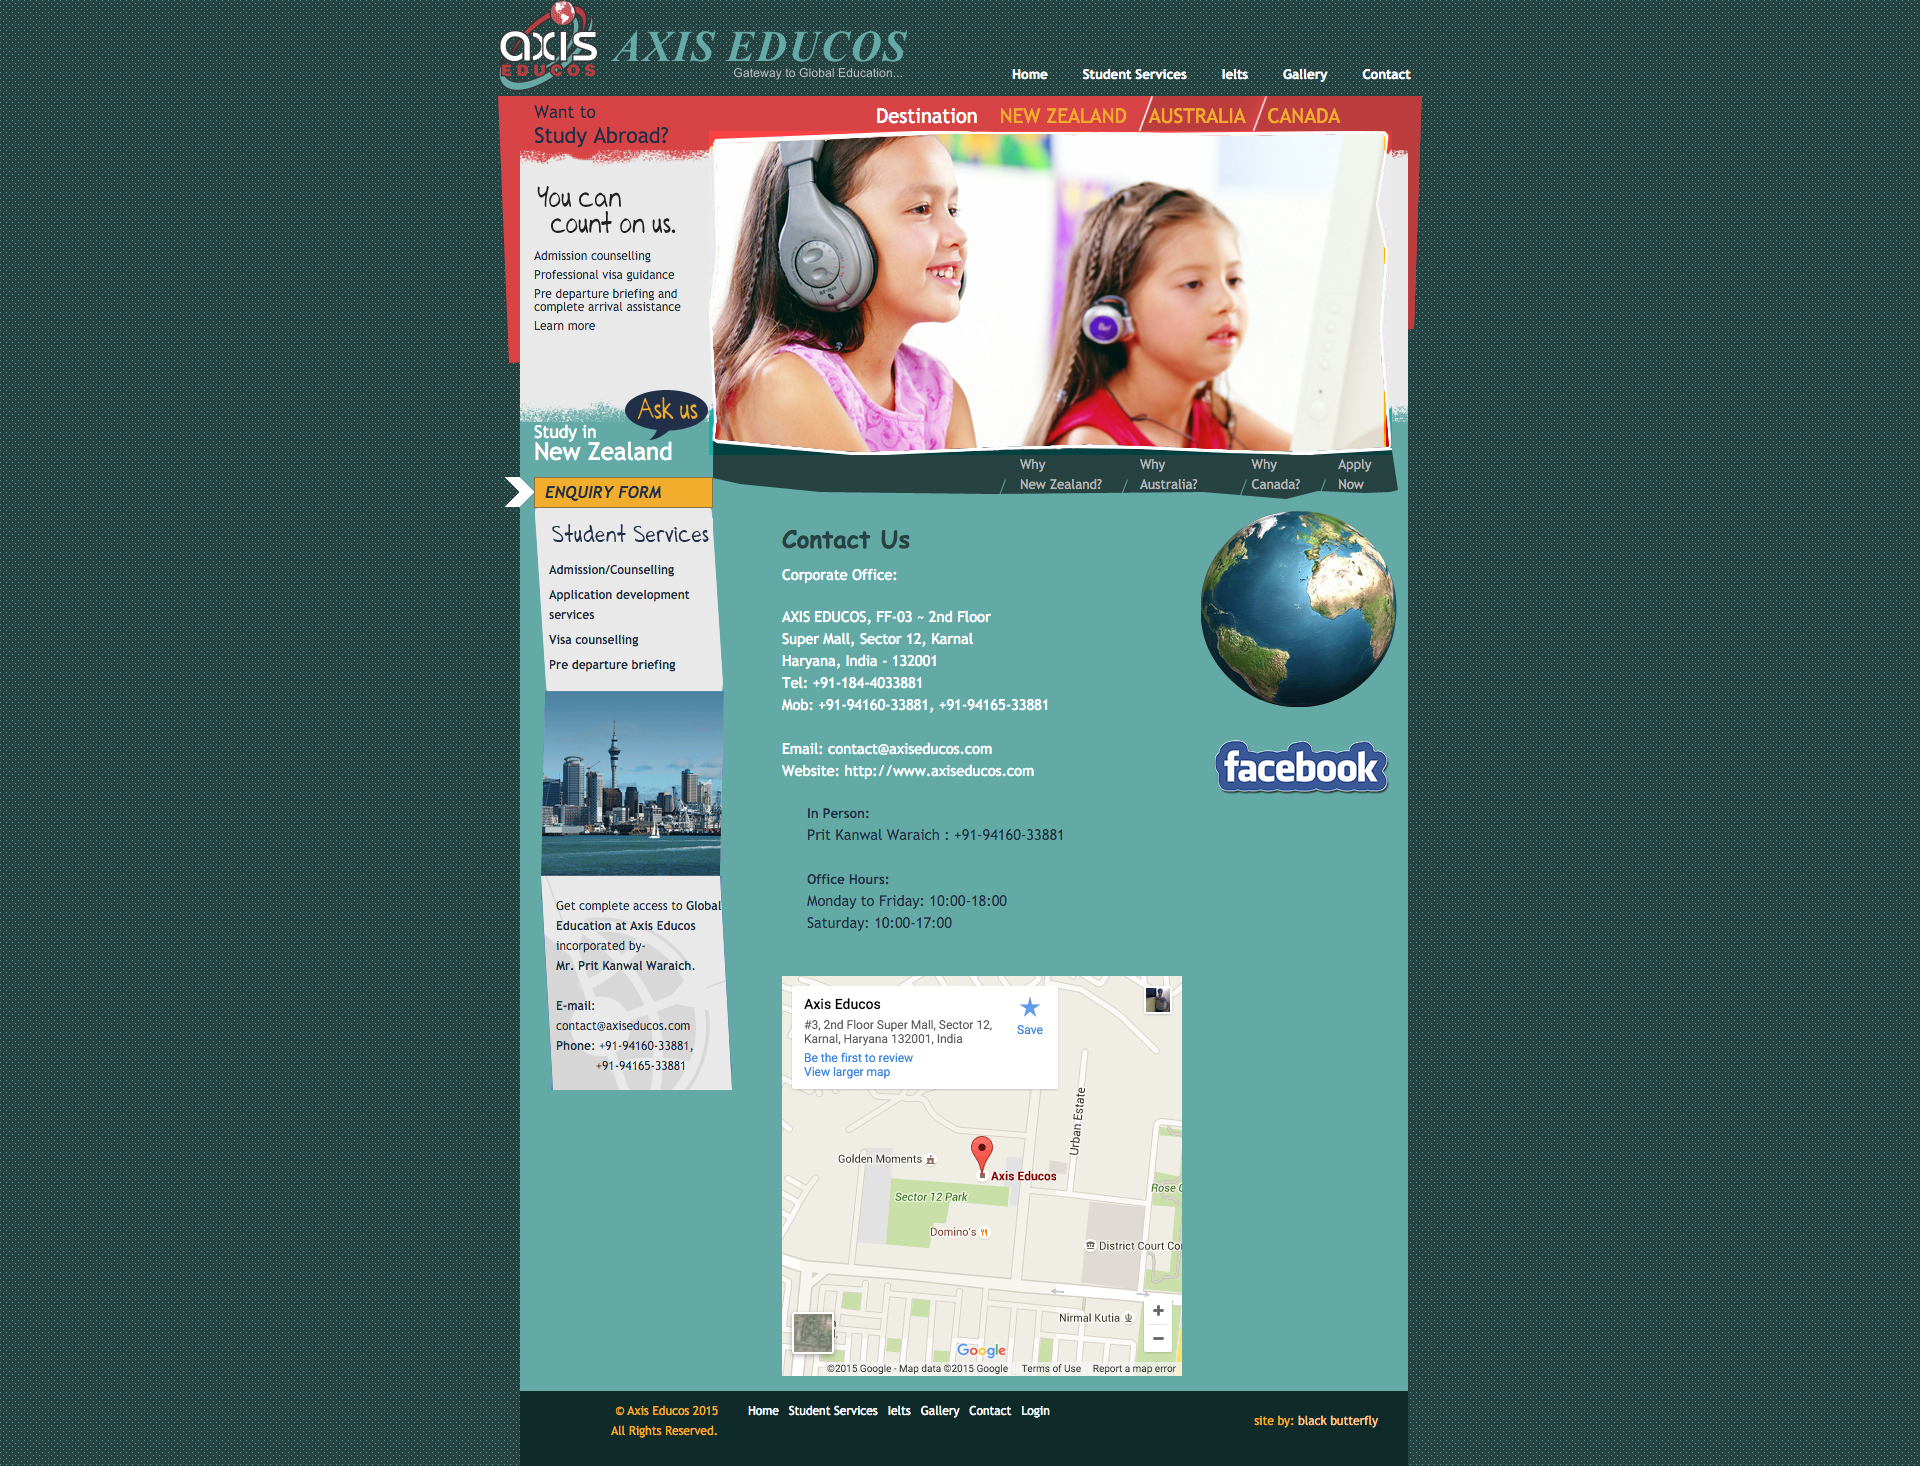 axis
EDUCOS
AXIS EDUCOS
Gateway to Global Education...
Home Student Services Ielts Gallery Contact
Want to
Study Abroad?
Destination NEW ZEALAND AUSTRALIA CANADA
You can
count on us.
Admission counselling
Professional visa guidance
Pre departure briefing and
complete arrival assistance
Learn more
Ask us
Study in
New Zealand
Why
New Zealand?
Why
Australia?
Why
Canada?
Apply
Now
ENQUIRY FORM
Student Services
Admission/Counselling
Application development
services
Visa counselling
Pre departure briefing
Get complete access to Global
Education at Axis Educos
incorporated by-
Mr. Prit Kanwal Waraich.
E-mail:
contact@axiseducos.com
Phone: +91-94160-33881,
+91-94165-33881
Contact Us
Corporate Office:
AXIS EDUCOS, FF-03 ~ 2nd Floor
Super Mall, Sector 12, Karnal
Haryana, India - 132001
Tel: +91-184-4033881
Mob: +91-94160-33881, +91-94165-33881
Email: contact@axiseducos.com
Website: http://www.axiseducos.com
In Person:
Prit Kanwal Waraich : +91-94160-33881
Office Hours:
Monday to Friday: 10:00-18:00
Saturday: 10:00-17:00
facebook
Axis Educos
#3, 2nd Floor Super Mall, Sector 12,
Karnal, Haryana 132001, India
Be the first to review
View larger map
Save
Urban Estate
Golden Moments
Axis Educos
Sector 12 Park
Rose
Domino's
District Court
Nirmal Kutia
Google
©2015 Google - Map data ©2015 Google Terms of Use Report a map error
© Axis Educos 2015
All Rights Reserved.
Home Student Services Ielts Gallery Contact Login
site by: black butterfly